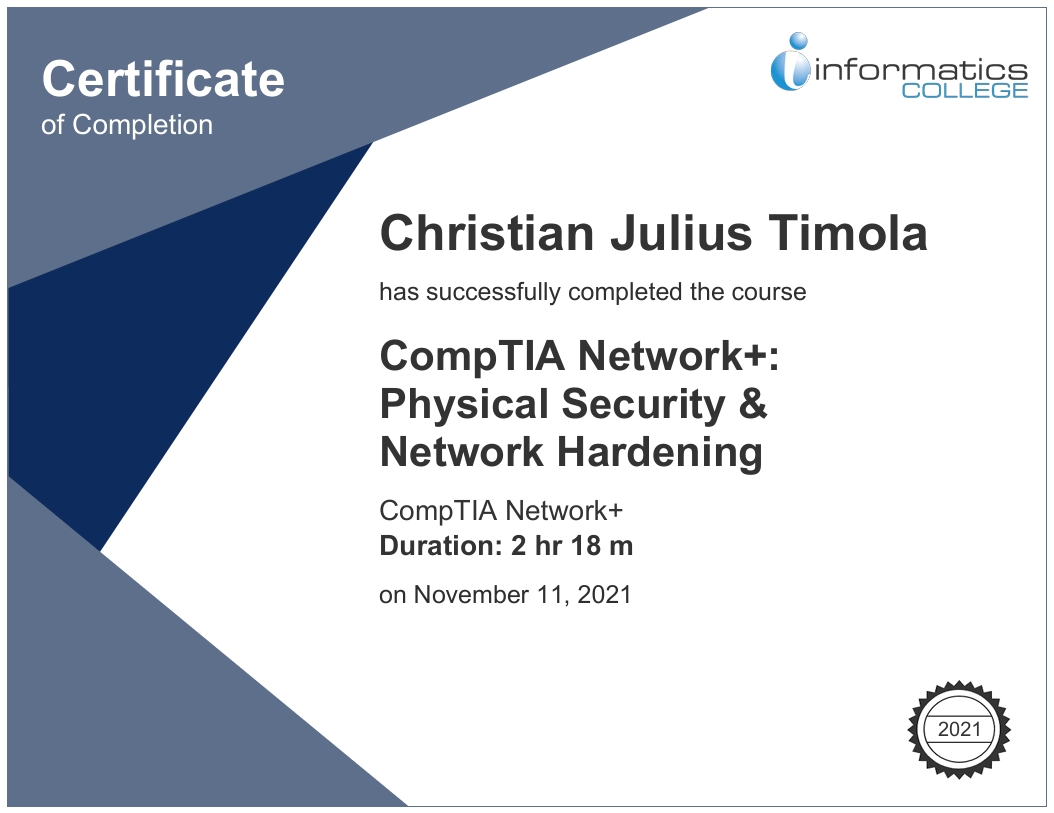 Certificate
of Completion
informatics
COLLEGE
Christian Julius Timola
has successfully completed the course
CompTIA Network+:
Physical Security &
Network Hardening
CompTIA Network+
Duration: 2 hr 18 m
on November 11, 2021
2021